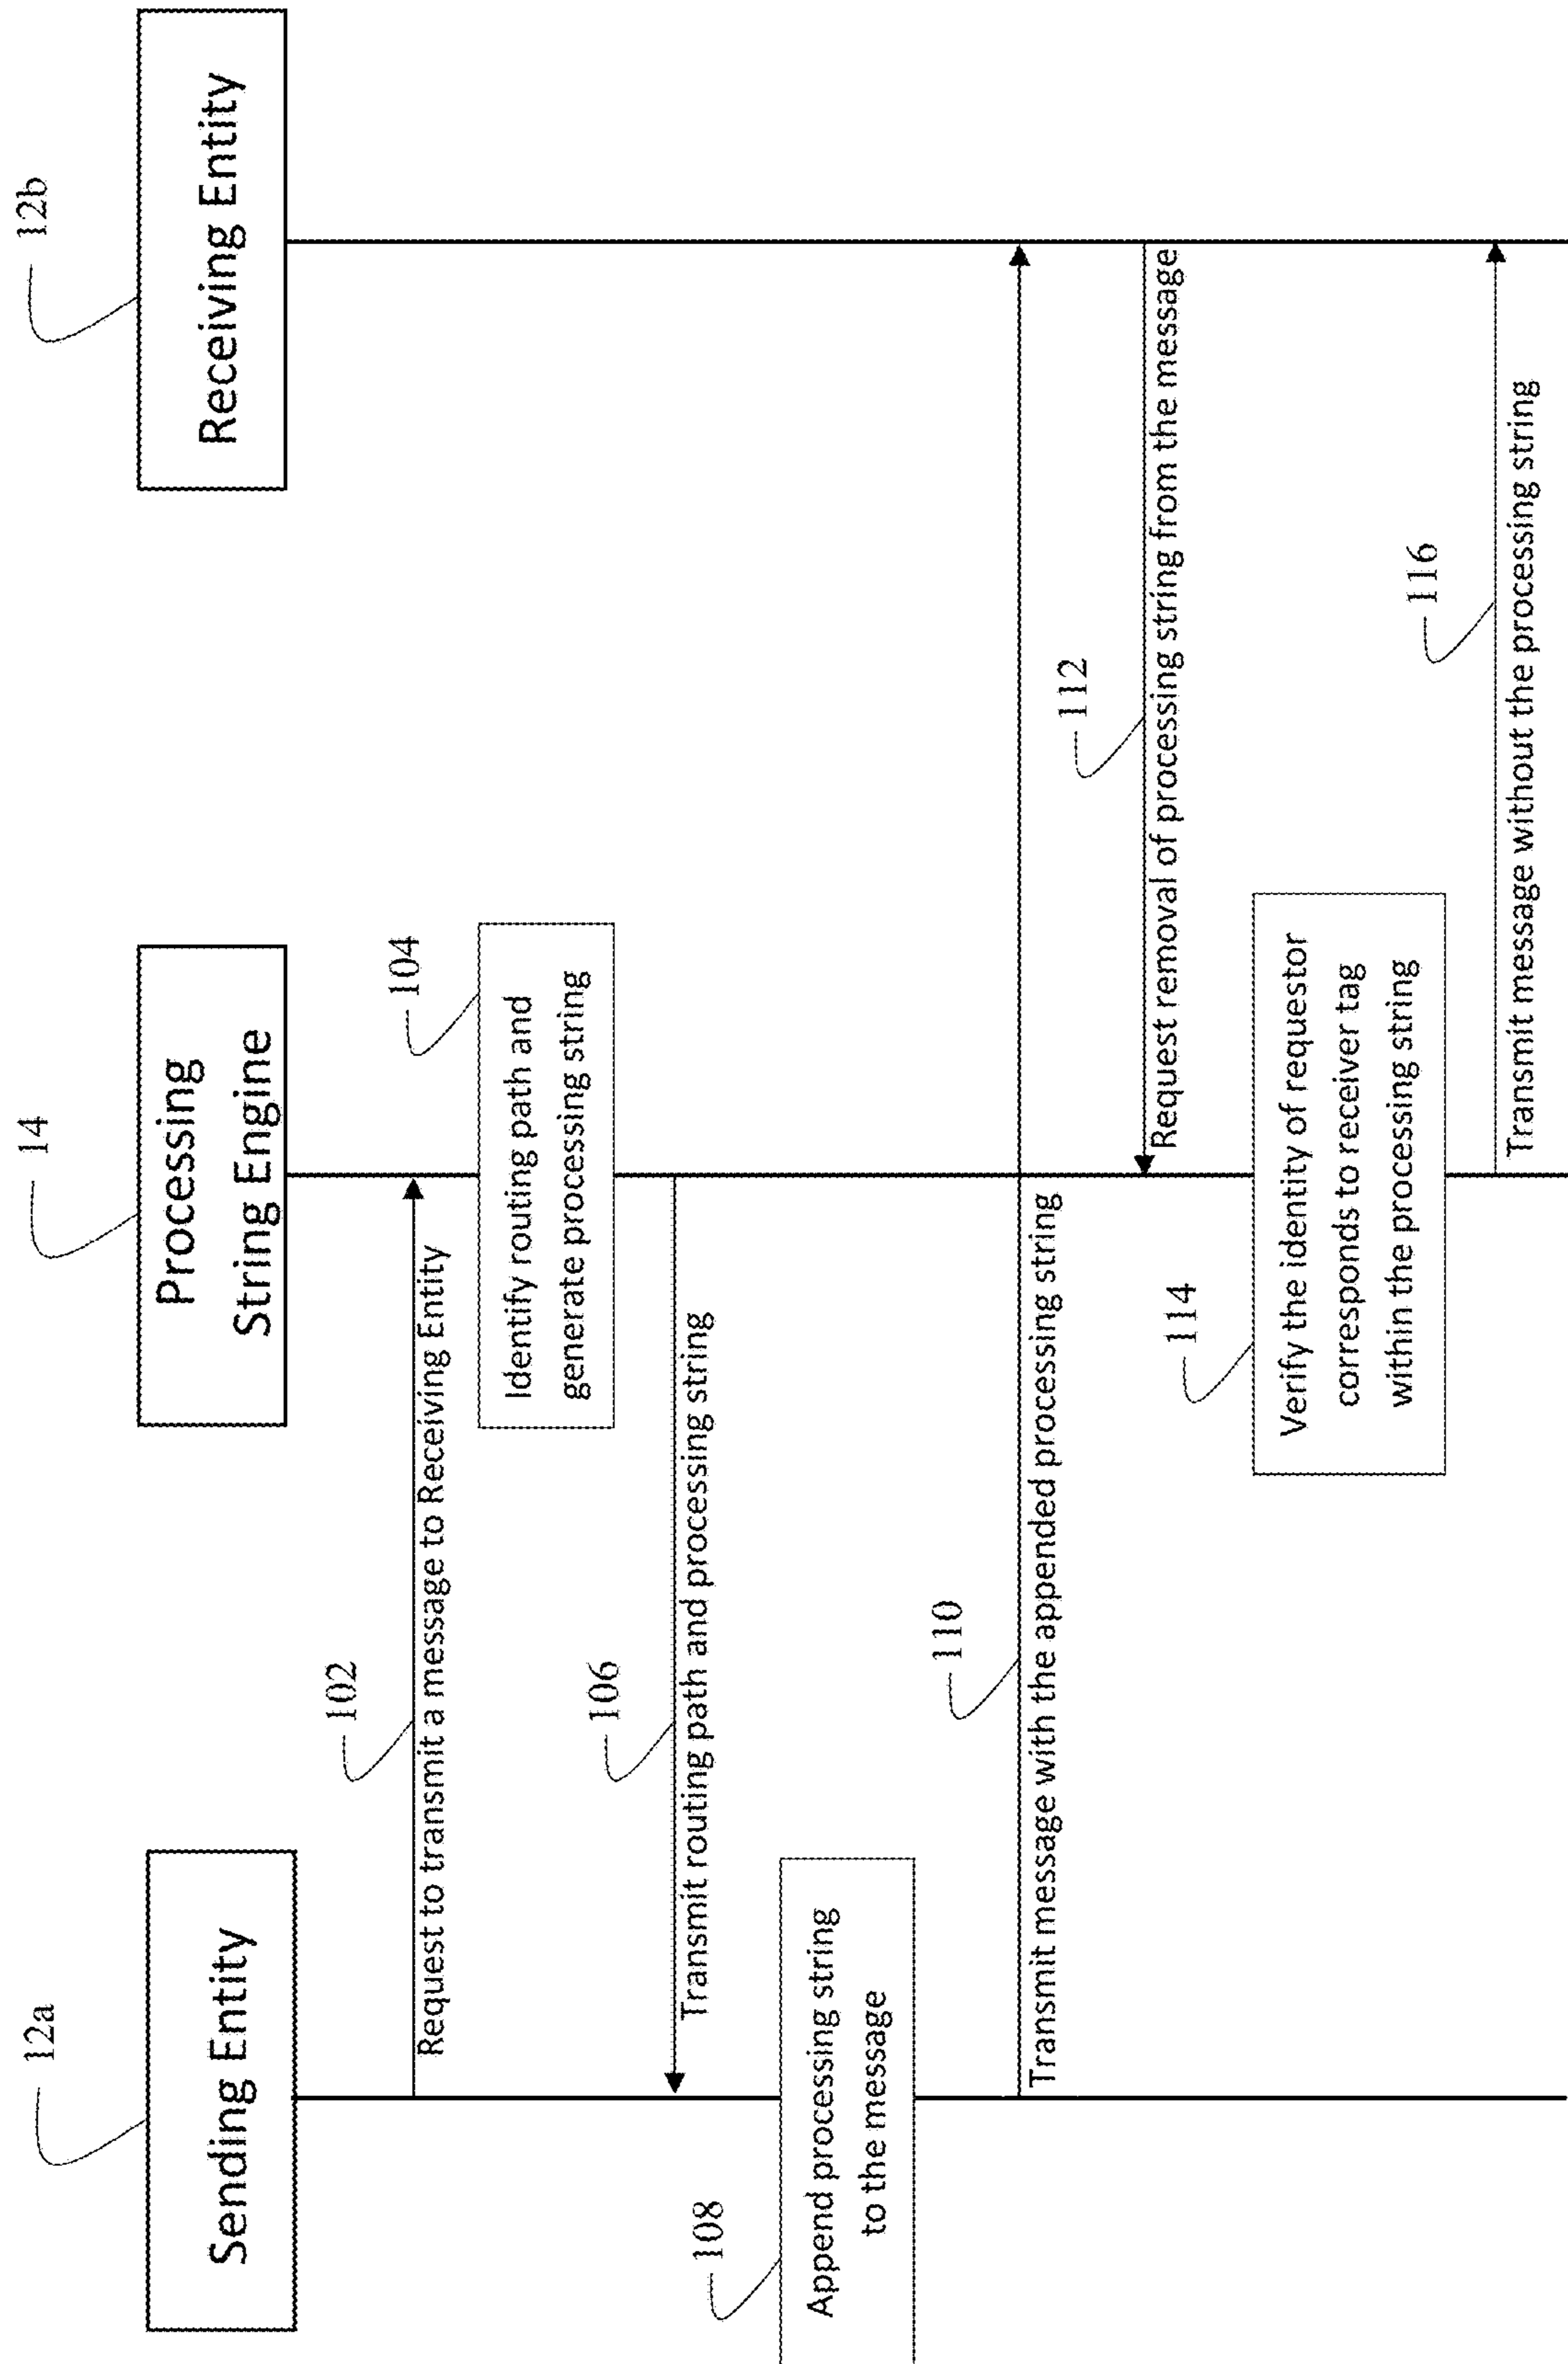 12a
Sending Entity
14
Processing
String Engine
12b
Receiving Entity
102
Request to transmit a message to Receiving Entity
104
Identify routing path and
generate processing string
106
Transmit routing path and processing string
108
Append processing string
to the message
110
Transmit message with the appended processing string
112
Request removal of processing string from the message
114
Verify the identity of requestor
corresponds to receiver tag
within the processing string
116
Transmit message without the processing string